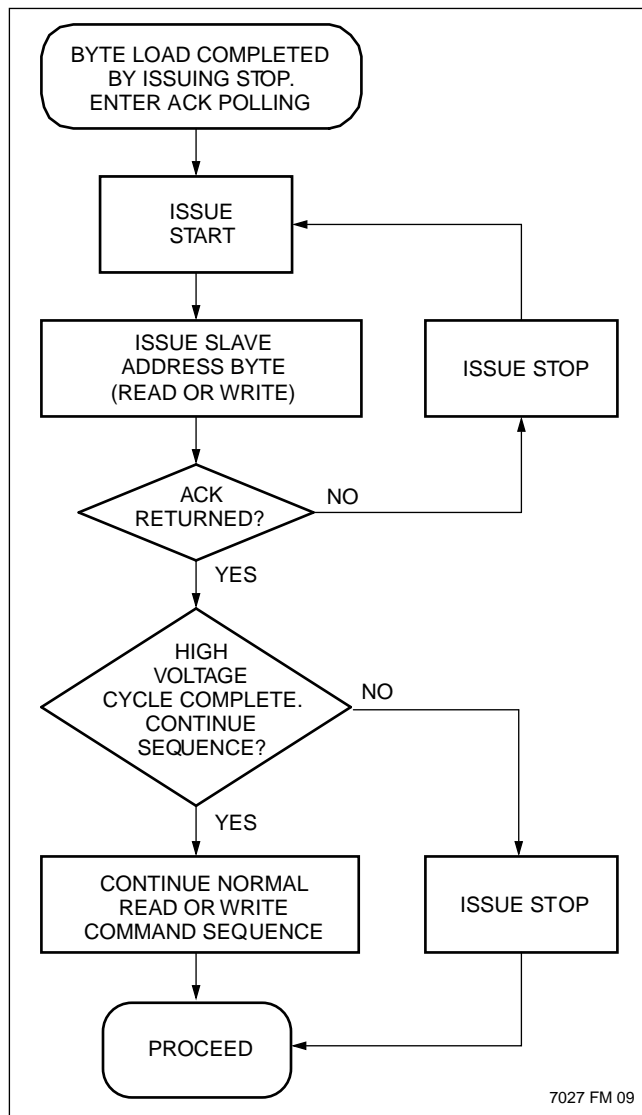 BYTE LOAD COMPLETED
BY ISSUING STOP.
ENTER ACK POLLING
ISSUE
START
ISSUE SLAVE
ADDRESS BYTE
(READ OR WRITE)
ISSUE STOP
ACK
RETURNED?
NO
YES
HIGH
VOLTAGE
CYCLE COMPLETE.
CONTINUE
SEQUENCE?
NO
YES
CONTINUE NORMAL
READ OR WRITE
COMMAND SEQUENCE
ISSUE STOP
PROCEED
7027 FM 09